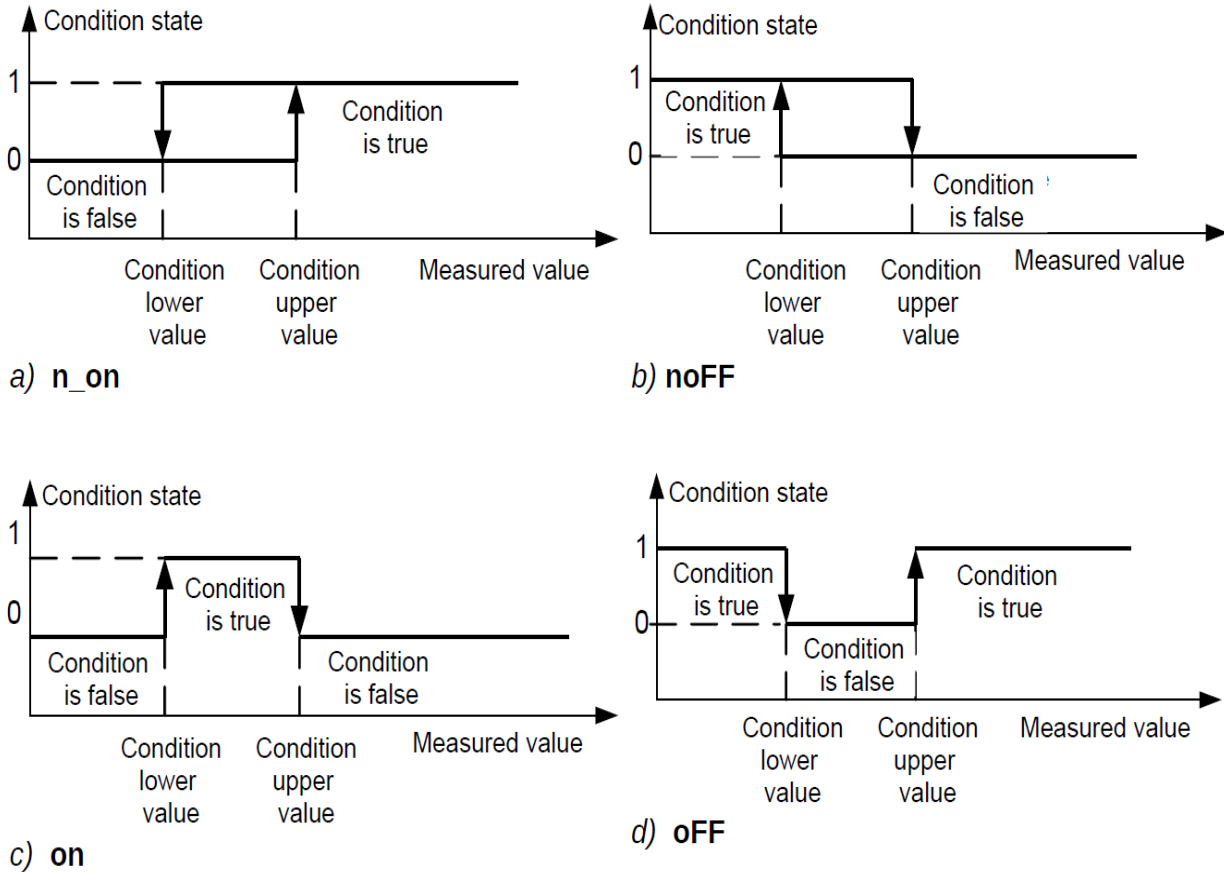 Condition state
1
0
Condition
is true
Condition
is false
Condition
lower
value
Condition
upper
value
Measured value
a) n_on
Condition state
1
0
Condition
is true
Condition
is false
Condition
lower
value
Condition
upper
value
Measured value
b) noFF
Condition state
1
0
Condition
is true
Condition
is false
Condition
is false
Condition
lower
value
Condition
upper
value
Measured value
c) on
Condition state
1
0
Condition
is true
Condition
is true
Condition
is false
Condition
lower
value
Condition
upper
value
Measured value
d) oFF